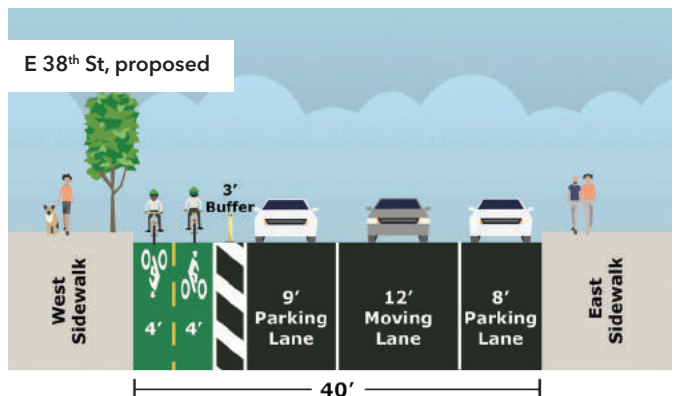 E 38th St, proposed
3'
Buffer
West
Sidewalk
4'
4'
9'
Parking
Lane
12'
Moving
Lane
8'
Parking
Lane
East
Sidewalk
40'